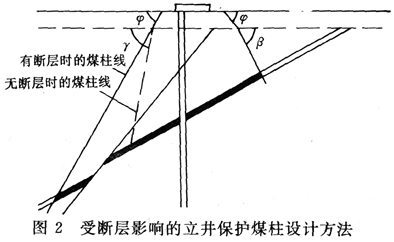 φ φ
γ β
有断层时的煤柱线
无断层时的煤柱线
图 2 受断层影响的立井保护煤柱设计方法